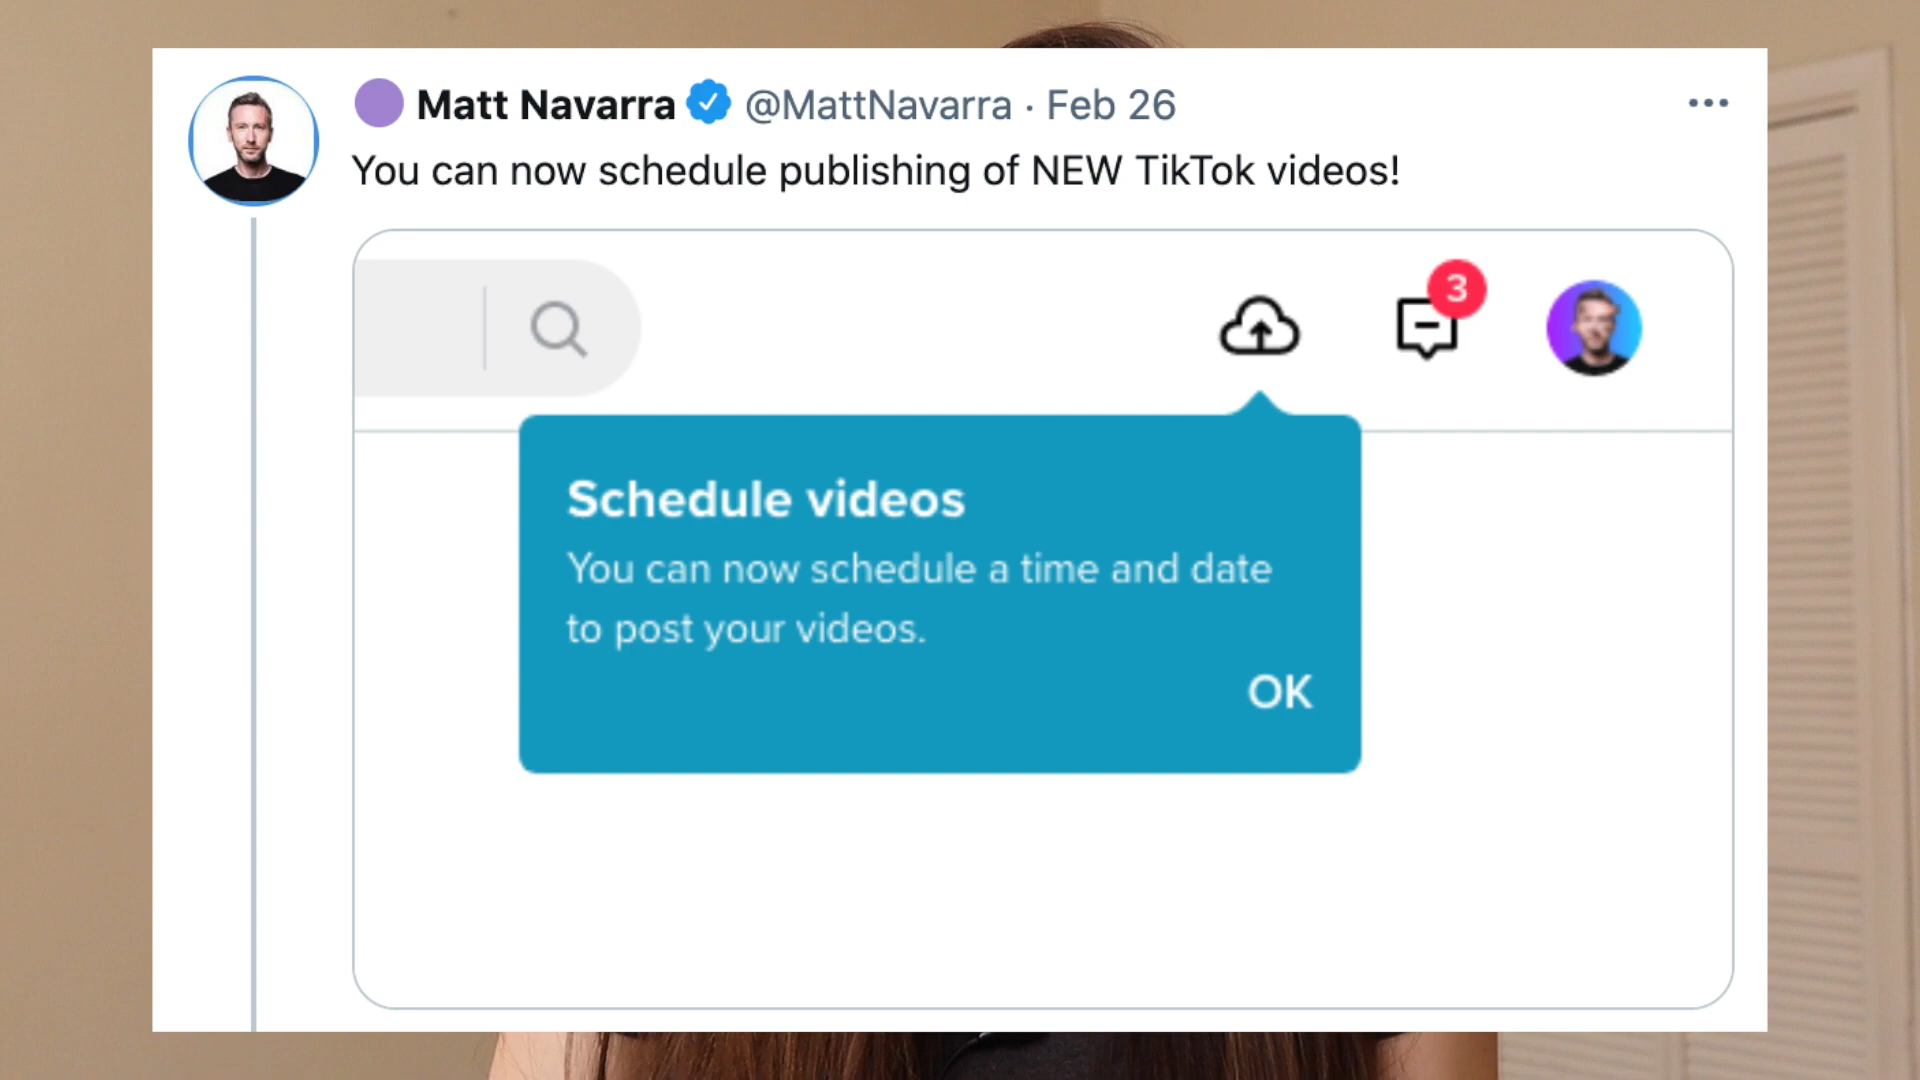 Matt Navarra @MattNavarra · Feb 26
You can now schedule publishing of NEW TikTok videos!
3
Schedule videos
You can now schedule a time and date
to post your videos.
OK